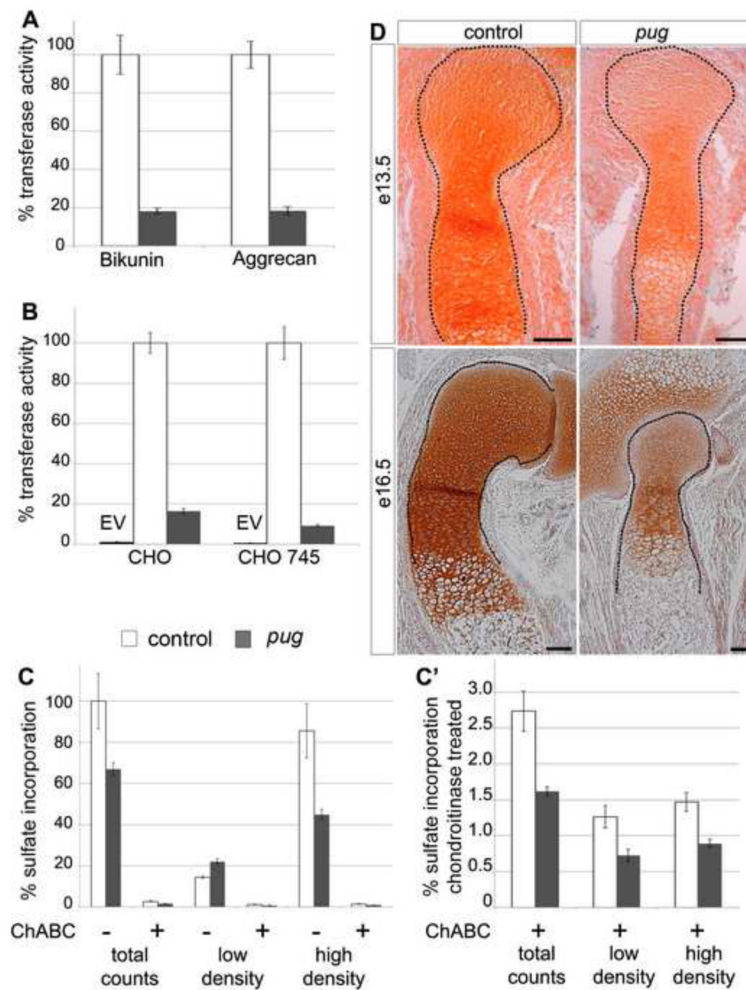 A
% transferase activity
100
80
60
40
20
0
Bikunin
Aggrecan
B
% transferase activity
100
80
60
40
20
0
EV
EV
CHO
CHO 745
control
pug
C
% sulfate incorporation
100
80
60
40
20
0
ChABC - + - + - +
total counts
low density
high density
C'
% sulfate incorporation
chondroitinase treated
3.0
2.5
2.0
1.5
1.0
0.5
0
ChABC + + +
total counts
low density
high density
D
control
pug
e13.5
e16.5